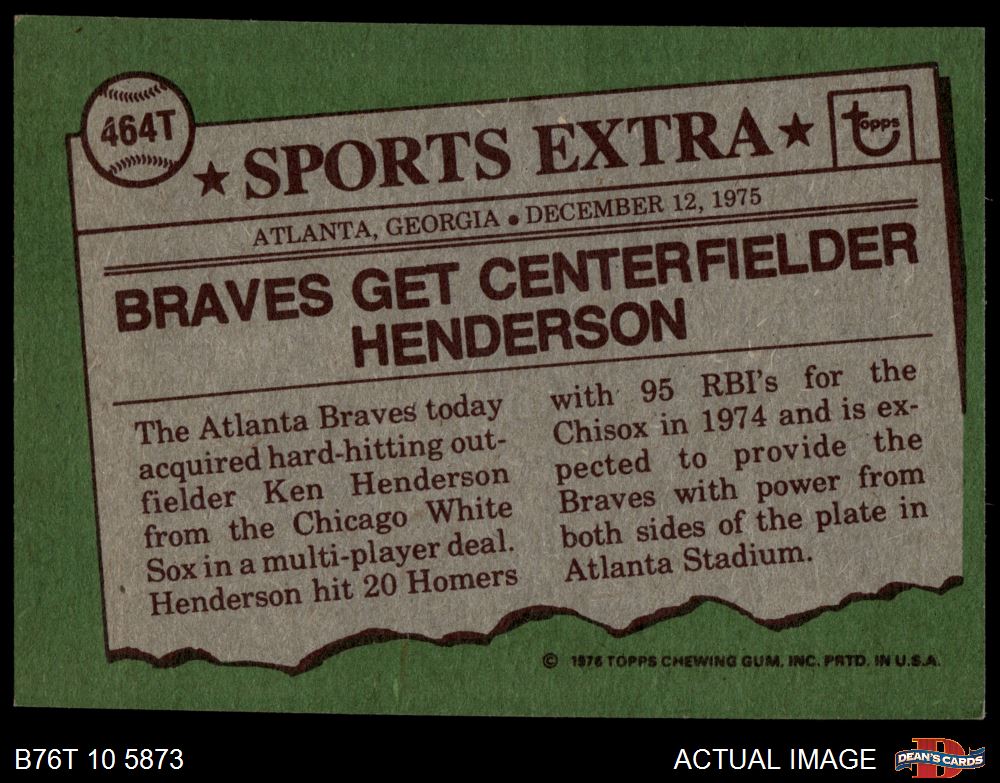 464T
★ SPORTS EXTRA ★
topps
ATLANTA, GEORGIA • DECEMBER 12, 1975
BRAVES GET CENTERFIELDER
HENDERSON
The Atlanta Braves today
acquired hard-hitting out-
fielder Ken Henderson
from the Chicago White
Sox in a multi-player deal.
Henderson hit 20 Homers
with 95 RBI's for the
Chisox in 1974 and is ex-
pected to provide the
Braves with power from
both sides of the plate in
Atlanta Stadium.
© 1976 TOPPS CHEWING GUM, INC. PRTD. IN U.S.A.
B76T 10 5873
ACTUAL IMAGE
D
DEAN'S CARDS